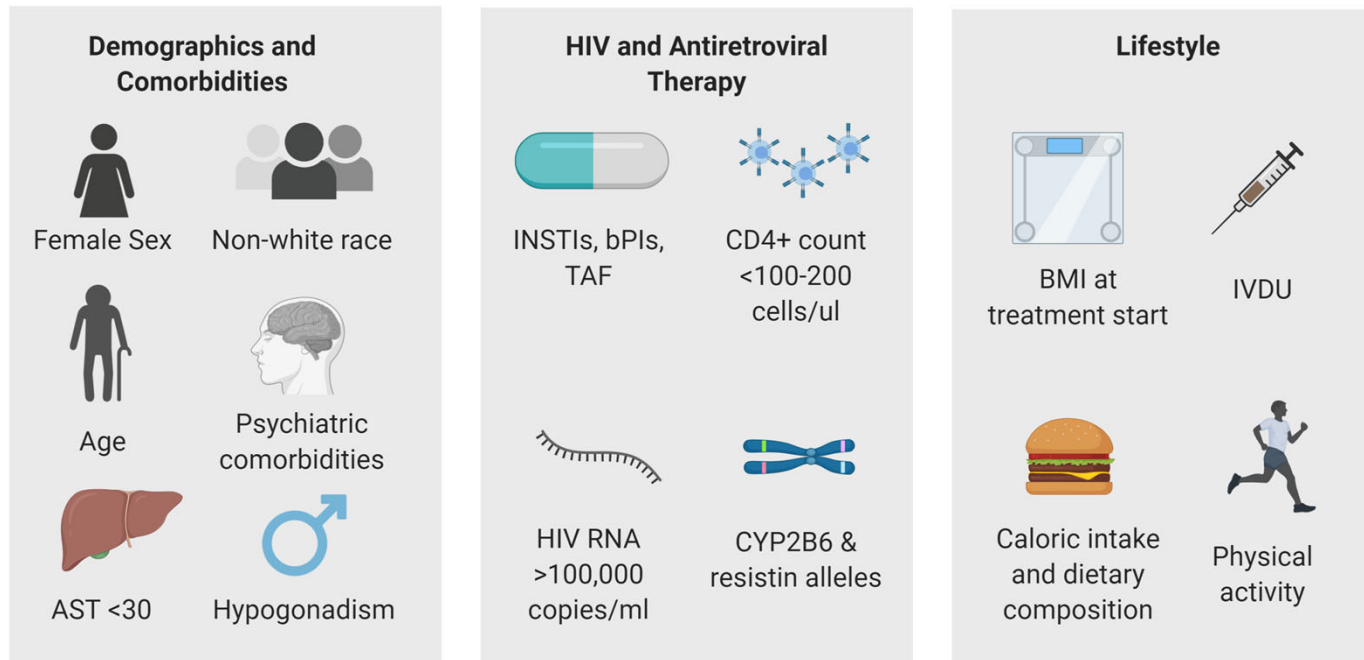 Demographics and
Comorbidities
Female Sex
Non-white race
Age
Psychiatric
comorbidities
AST <30
Hypogonadism
HIV and Antiretroviral
Therapy
INSTIs, bPIs,
TAF
CD4+ count
<100-200
cells/ul
HIV RNA
>100,000
copies/ml
CYP2B6 &
resistin alleles
Lifestyle
BMI at
treatment start
IVDU
Caloric intake
and dietary
composition
Physical
activity